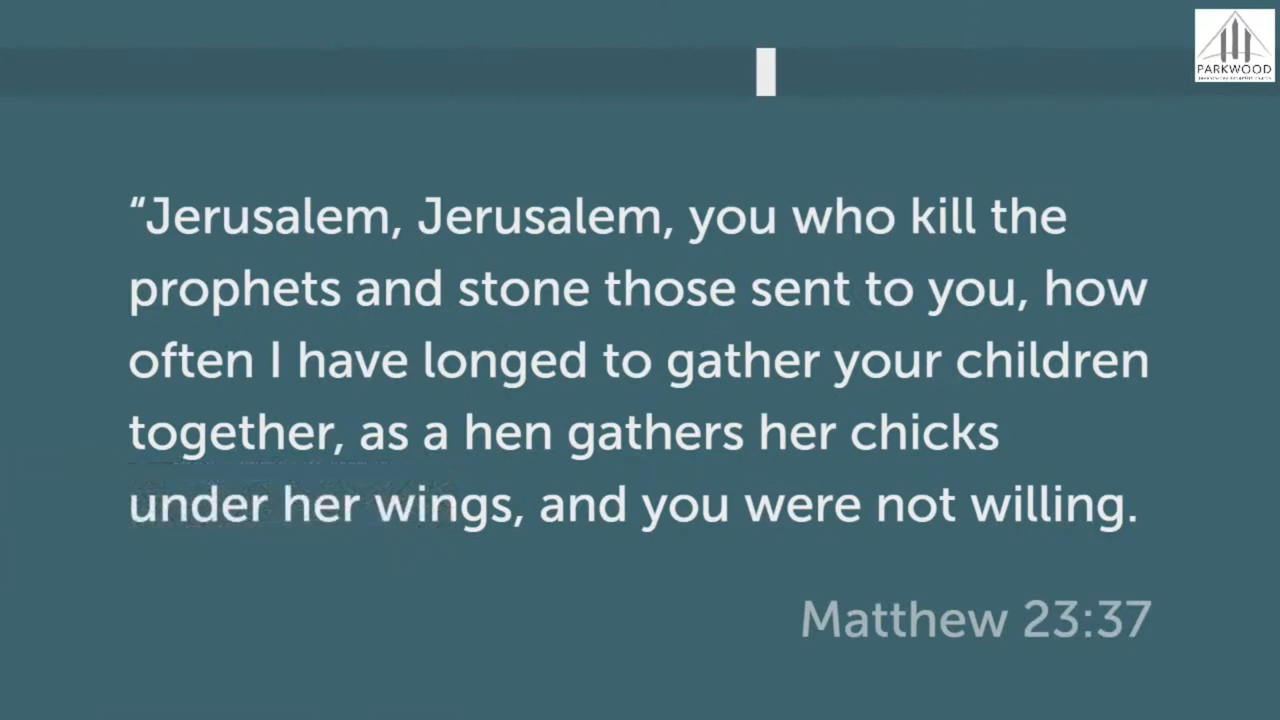 PARKWOOD
“Jerusalem, Jerusalem, you who kill the
prophets and stone those sent to you, how
often I have longed to gather your children
together, as a hen gathers her chicks
under her wings, and you were not willing.
Matthew 23:37